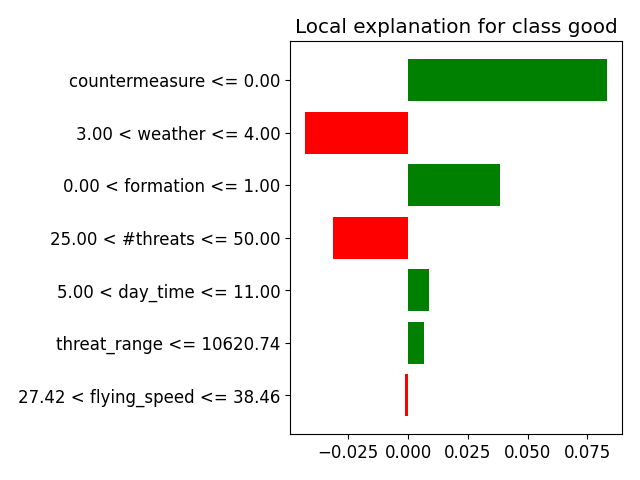 Local explanation for class good
countermeasure <= 0.00
3.00 < weather <= 4.00
0.00 < formation <= 1.00
25.00 < #threats <= 50.00
5.00 < day_time <= 11.00
threat_range <= 10620.74
27.42 < flying_speed <= 38.46
−0.025 0.000 0.025 0.050 0.075